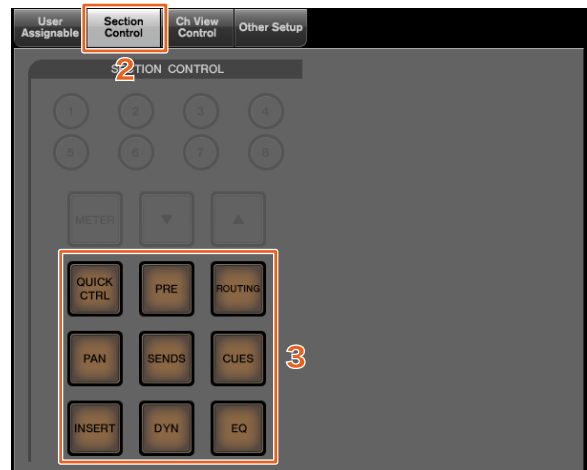 User
Assignable
Section
Control
Ch View
Control
Other Setup
2
SECTION CONTROL
1 2 3 4
5 6 7 8
METER ▼ ▲
QUICK
CTRL
PRE
ROUTING
PAN
SENDS
CUES
3
INSERT
DYN
EQ